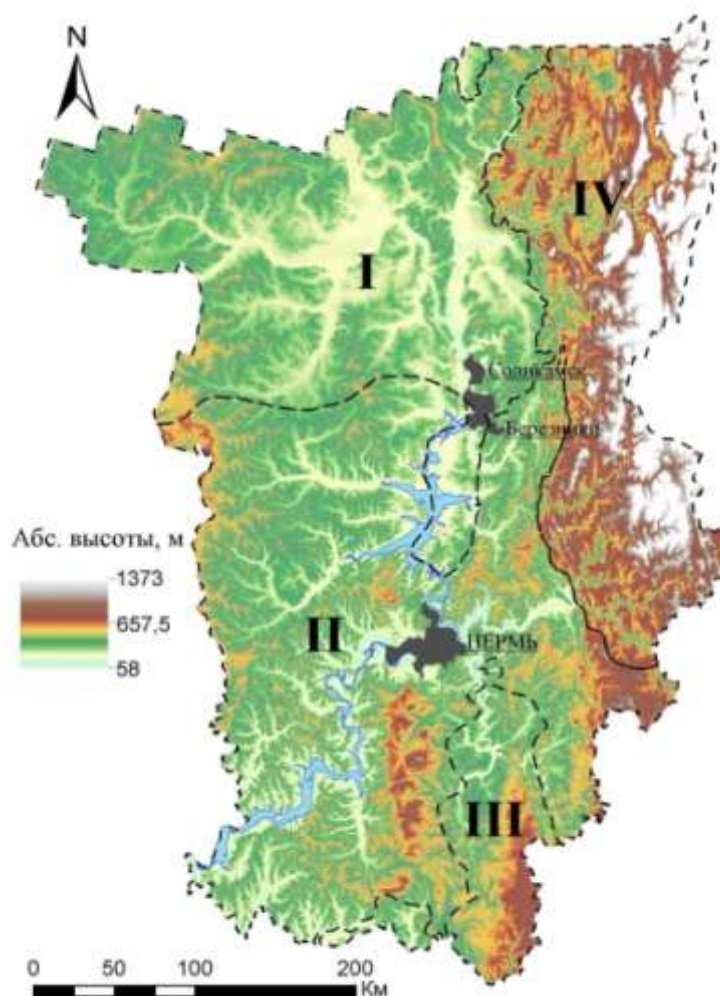 N
IV
I
Соликамск
Березники
Абс. высоты, м
1373
657,5
58
II
ПЕРМЬ
III
0 50 100 200
Км